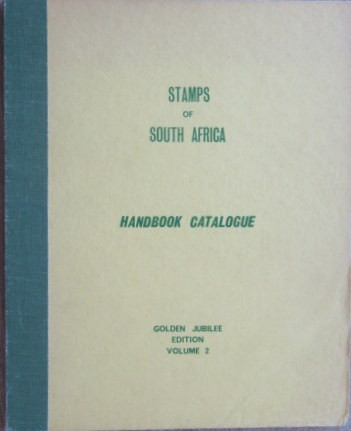 STAMPS
OF
SOUTH AFRICA
HANDBOOK CATALOGUE
GOLDEN JUBILEE
EDITION
VOLUME 2